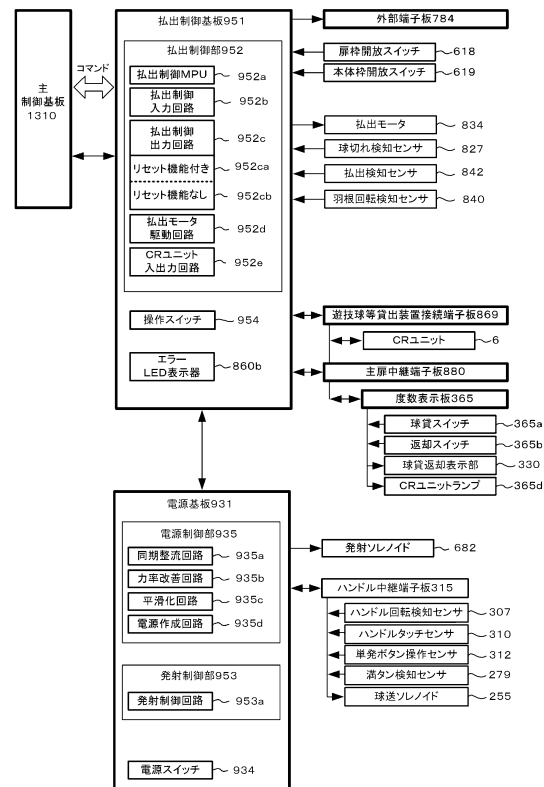 主
制御基板
1310
コマンド
払出制御基板951
払出制御部952
払出制御MPU 952a
払出制御
入力回路 952b
払出制御
出力回路 952c
リセット機能付き 952ca
リセット機能なし 952cb
払出モータ
駆動回路 952d
CRユニット
入出力回路 952e
操作スイッチ 954
エラー
LED表示器 860b
外部端子板784
扉枠開放スイッチ 618
本体枠開放スイッチ 619
払出モータ 834
球切れ検知センサ 827
払出検知センサ 842
羽根回転検知センサ 840
遊技球等貸出装置接続端子板869
CRユニット 6
主扉中継端子板880
度数表示板365
球貸スイッチ 365a
返却スイッチ 365b
球貸返却表示部 330
CRユニットランプ 365d
電源基板931
電源制御部935
同期整流回路 935a
力率改善回路 935b
平滑化回路 935c
電源作成回路 935d
発射制御部953
発射制御回路 953a
電源スイッチ 934
発射ソレノイド 682
ハンドル中継端子板315
ハンドル回転検知センサ 307
ハンドルタッチセンサ 310
単発ボタン操作センサ 312
満タン検知センサ 279
球送ソレノイド 255